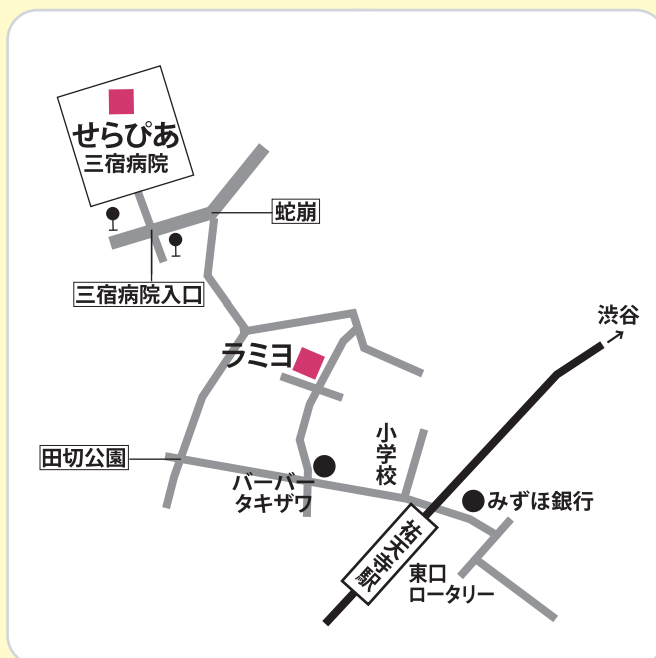 せらぴあ
三宿病院
蛇崩
三宿病院入口
渋谷
ラミヨ
小学校
田切公園
バーバー
タキザワ
みずほ銀行
祐天寺駅
東口
ロータリー